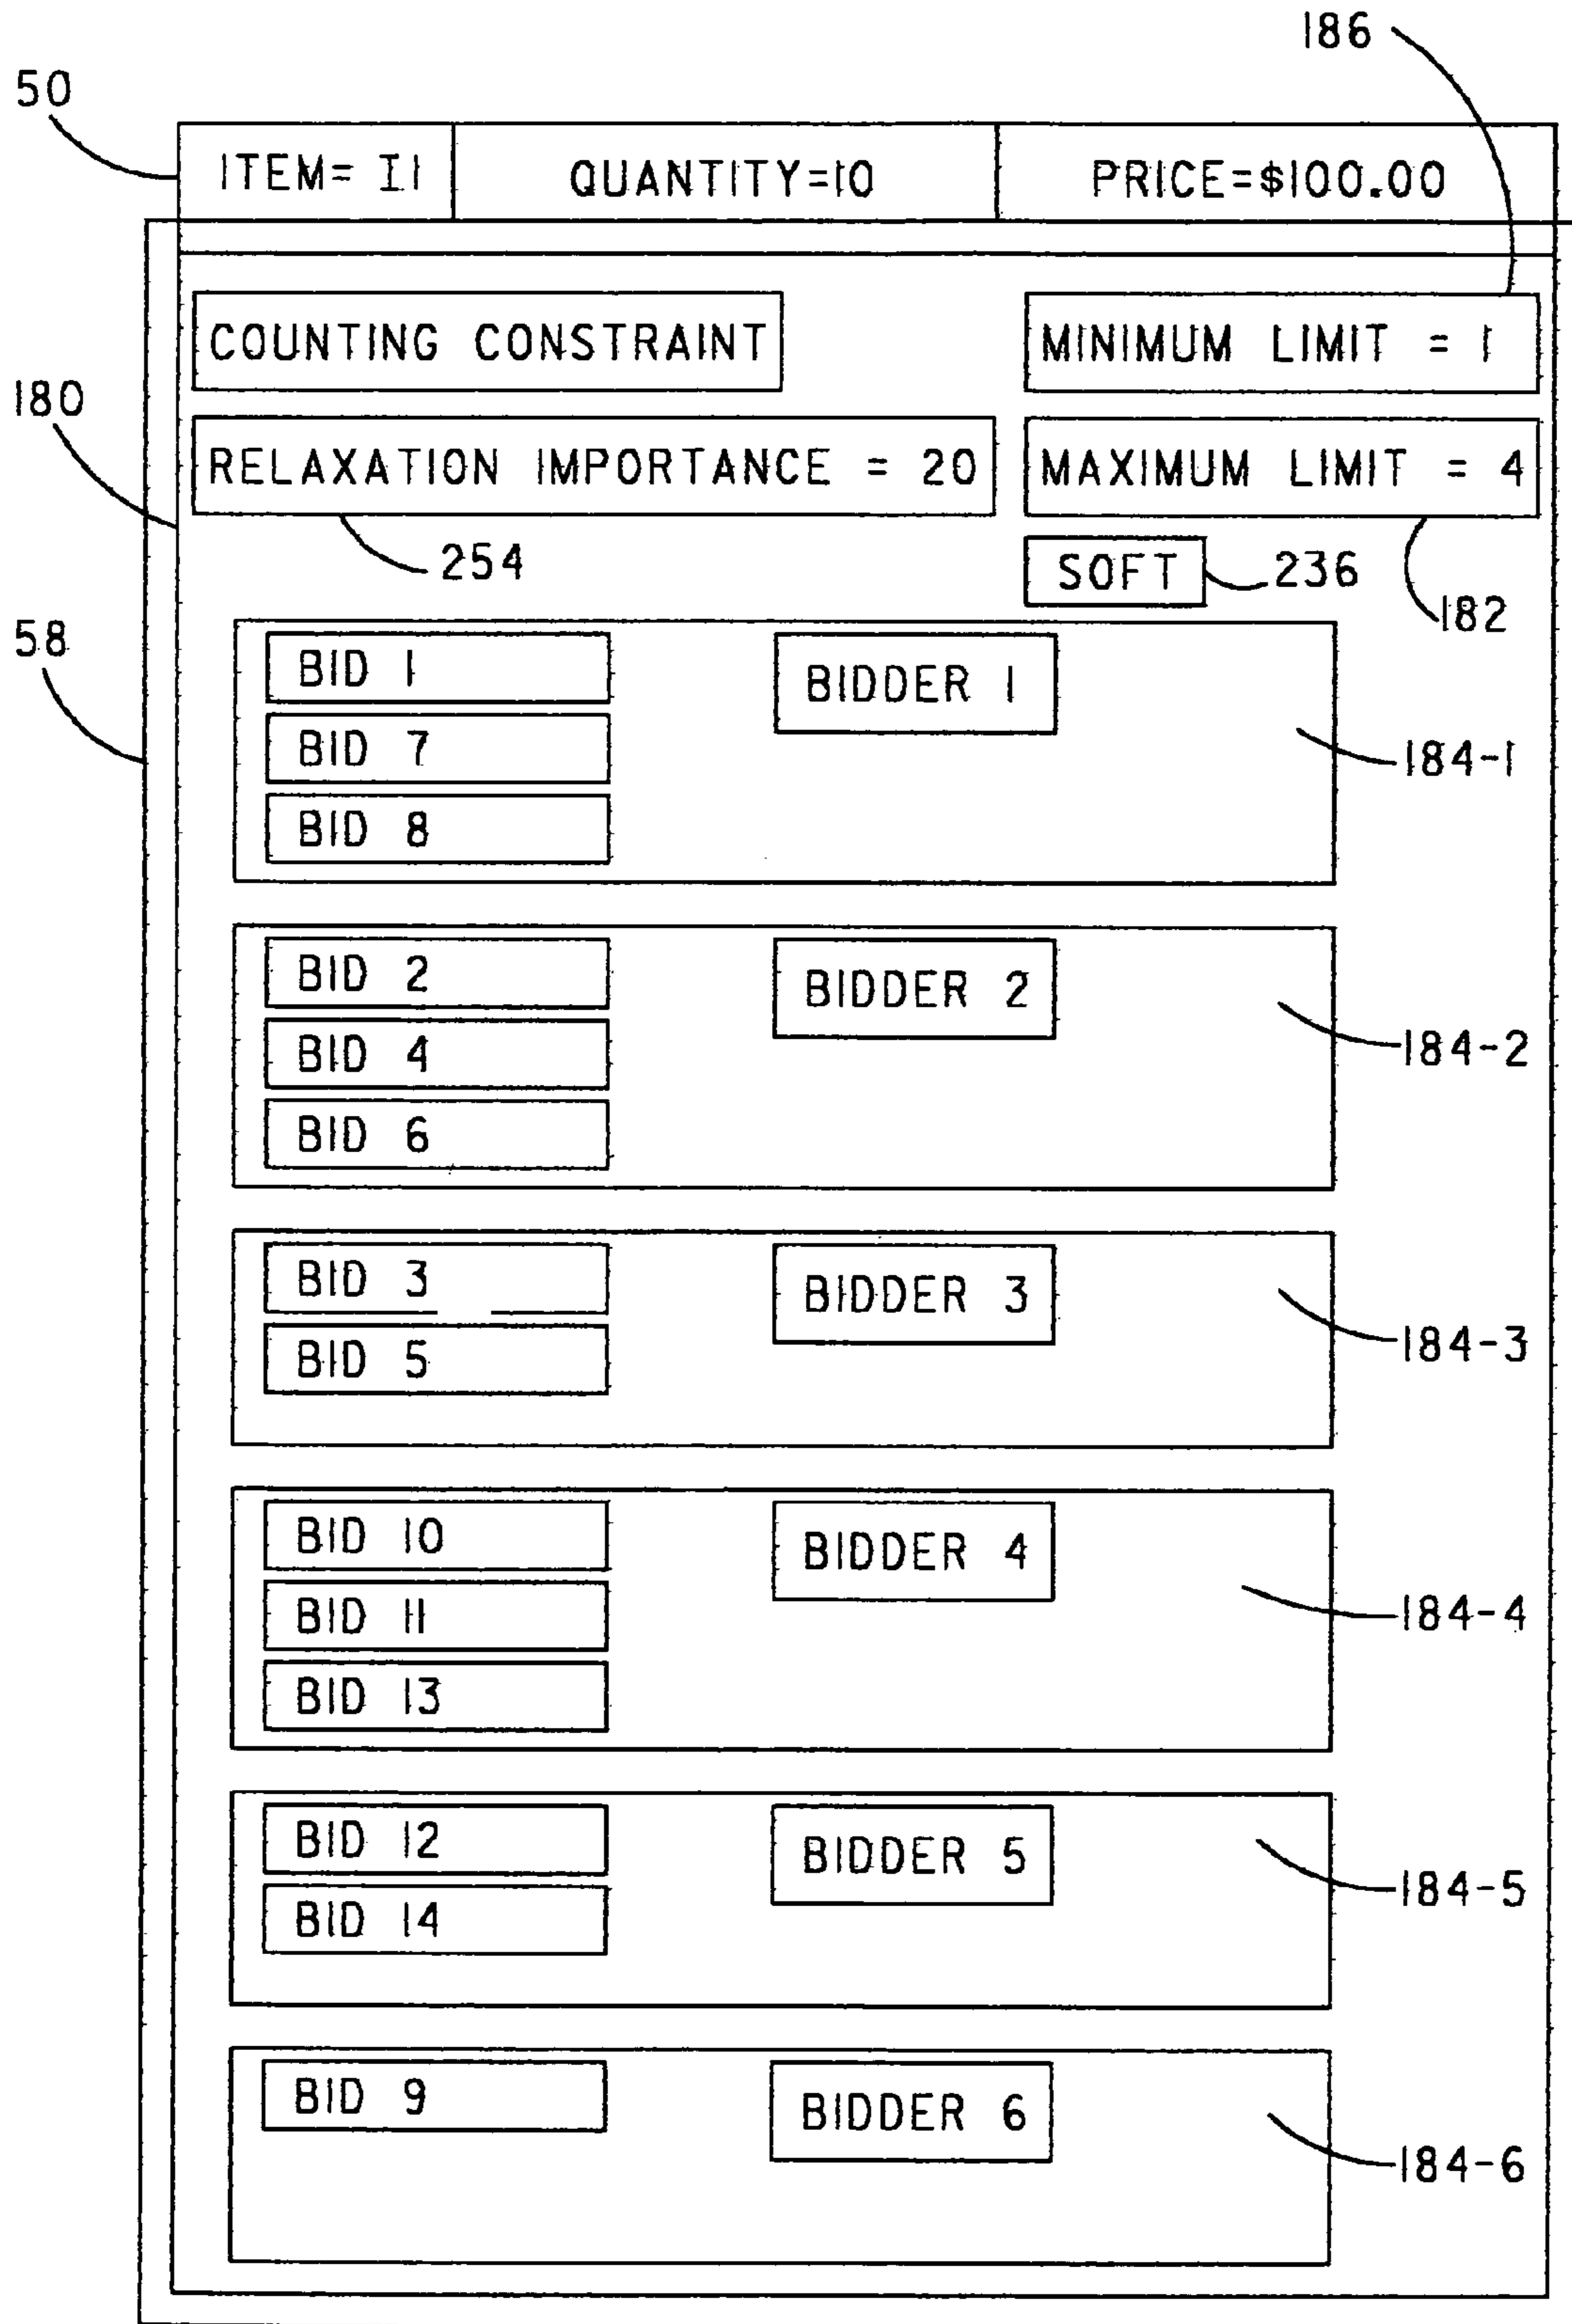 186
50
ITEM= I1 QUANTITY=10 PRICE=$100.00
COUNTING CONSTRAINT MINIMUM LIMIT = 1
180
RELAXATION IMPORTANCE = 20 MAXIMUM LIMIT = 4
254 SOFT 236
182
58
BID 1 BIDDER 1
BID 7 184-1
BID 8
BID 2 BIDDER 2
BID 4 184-2
BID 6
BID 3 BIDDER 3
BID 5 184-3
BID 10 BIDDER 4
BID 11 184-4
BID 13
BID 12 BIDDER 5
BID 14 184-5
BID 9 BIDDER 6
184-6